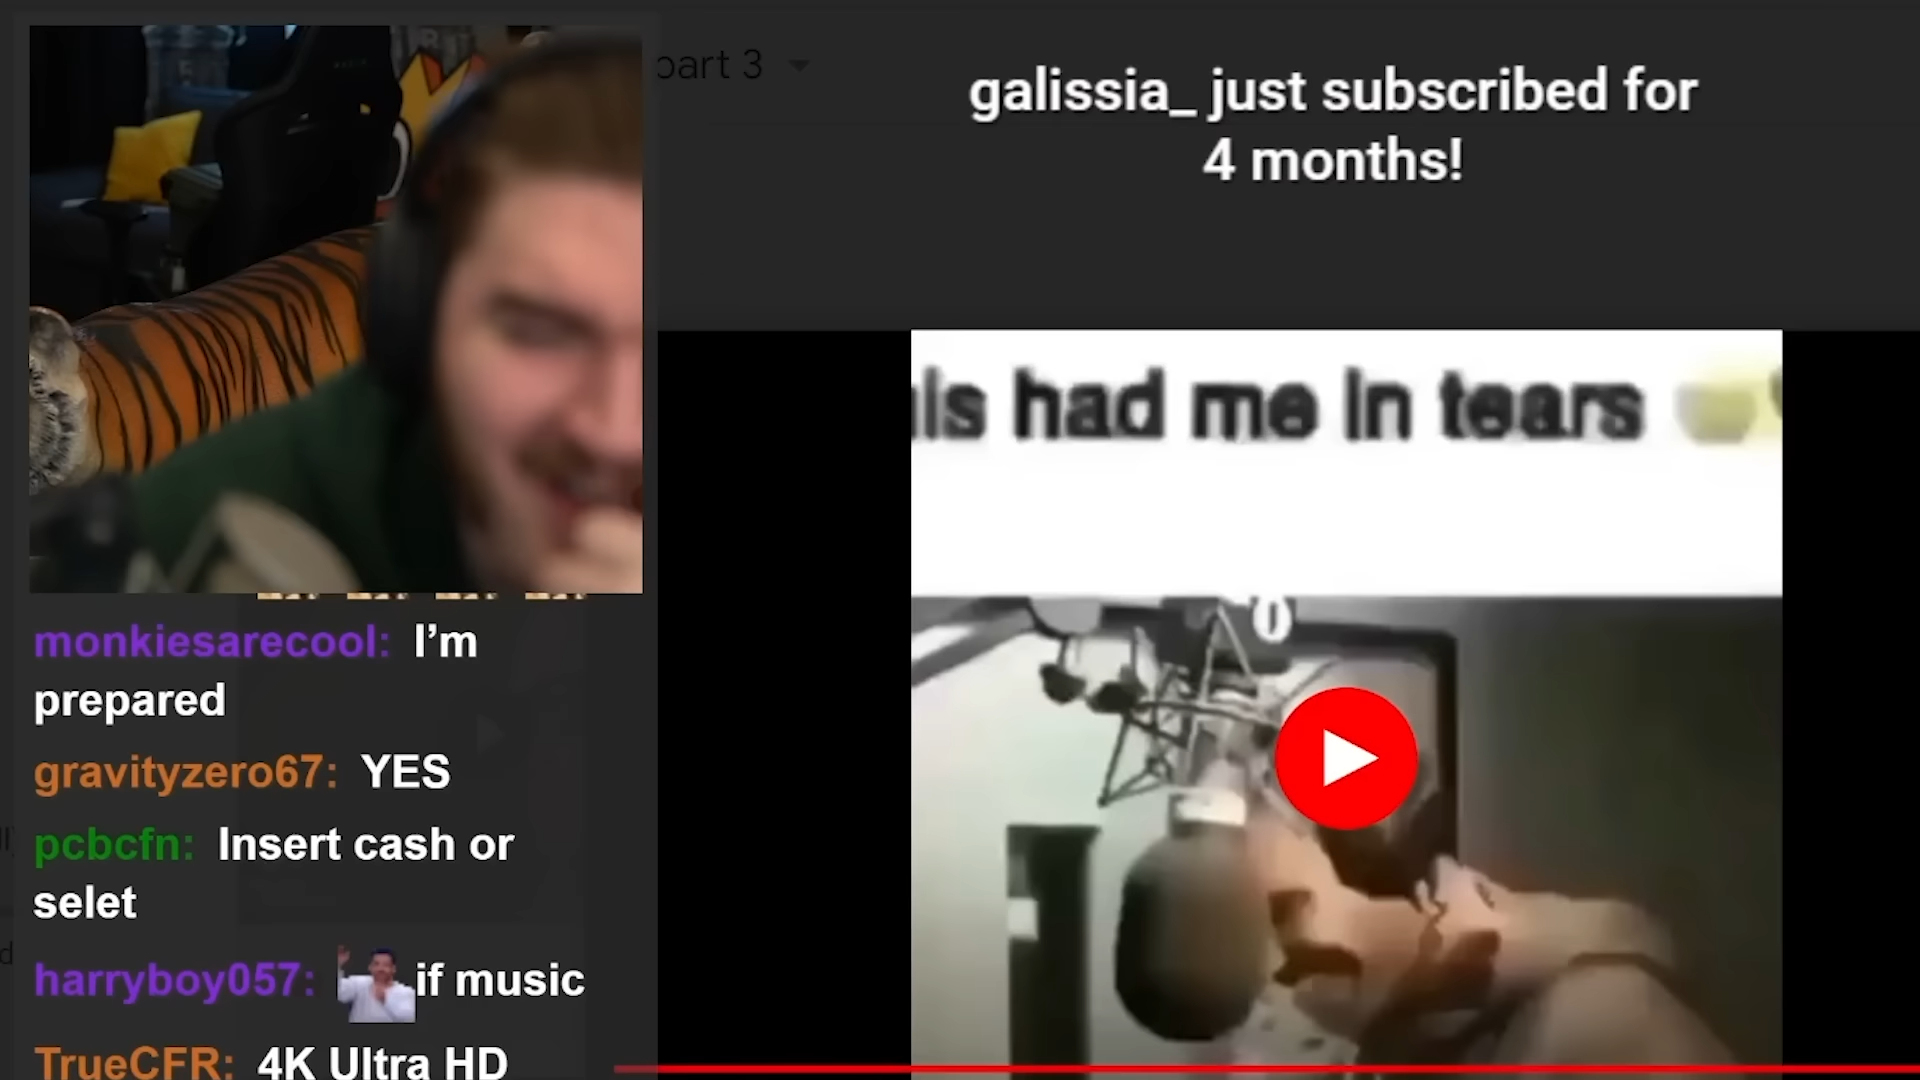 part 3
galissia_ just subscribed for
4 months!
had me in tears
monkiesarecool: I’m
prepared
gravityzero67: YES
pcbcfn: Insert cash or
selet
harryboy057: if music
TrueCFR: 4K Ultra HD